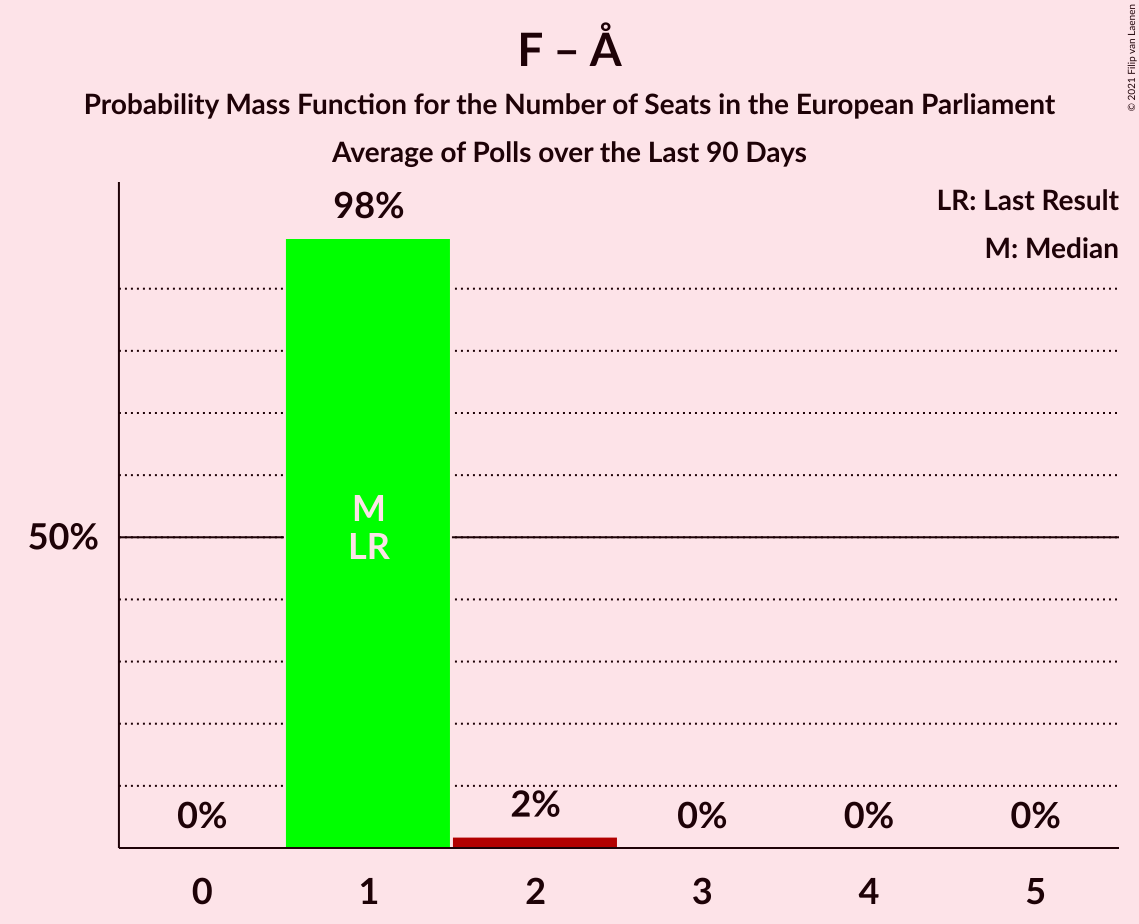 F – Å
Probability Mass Function for the Number of Seats in the European Parliament
Average of Polls over the Last 90 Days
© 2021 Filip van Laenen
LR: Last Result
M: Median
98%
M
LR
50%
0%
2%
0%
0%
0%
0
1
2
3
4
5